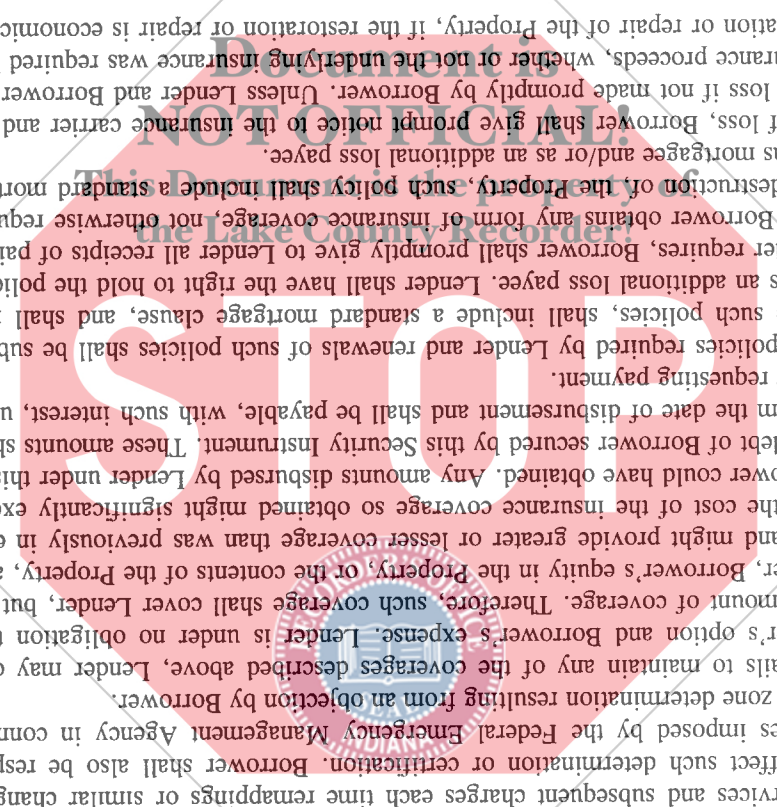 rvices and subsequent charges each time remappings or similar chang
ffect such determination or certification. Borrower shall also be resp
es imposed by the Federal Emergency Management Agency in conn
zone determination resulting from an objection by Borrower.
ails to maintain any of the coverages described above, Lender may
r's option and Borrower's expense. Lender is under no obligation t
mount of coverage. Therefore, such coverage shall cover Lender, but
er, Borrower's equity in the Property, or the contents of the Property, a
and might provide greater or lesser coverage than was previously in e
the cost of the insurance coverage so obtained might significantly exc
ower could have obtained. Any amounts disbursed by Lender under this
debt of Borrower secured by this Security Instrument. These amounts sh
m the date of disbursement and shall be payable, with such interest, u
requesting payment.
policies required by Lender and renewals of such policies shall be sub
such policies, shall include a standard mortgage clause, and shall
s an additional loss payee. Lender shall have the right to hold the polic
der requires, Borrower shall promptly give to Lender all receipts of pai
Borrower obtains any form of insurance coverage, not otherwise requ
destruction of, the Property, such policy shall include a standard mort
as mortgagee and/or as an additional loss payee.
f loss, Borrower shall give prompt notice to the insurance carrier and
loss if not made promptly by Borrower. Unless Lender and Borrower
urance proceeds, whether or not the underlying insurance was required
ation or repair of the Property, if the restoration or repair is economic
Document is
NOT OFFICIAL!
This Document is the property of
the Lake County Recorder!
STOP
RECORDER'S OFFICE
SEAL
INDIANA